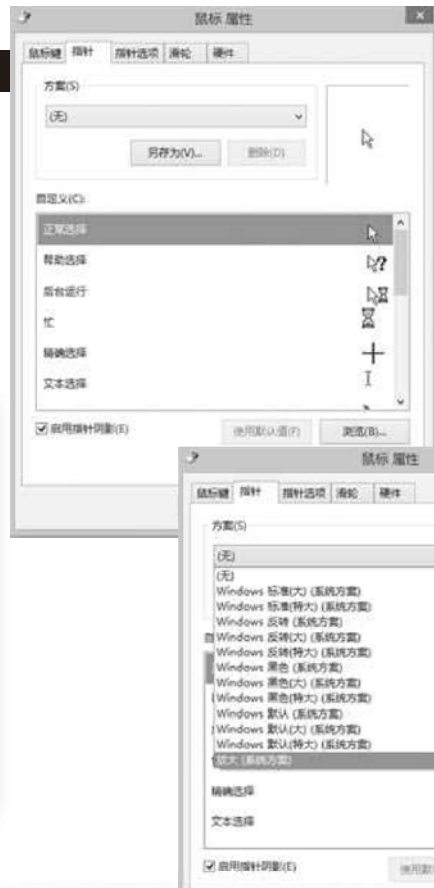 鼠标 属性
鼠标键 指针 指针选项 滑轮 硬件
方案(S)
(无)
另存为(V)... 删除(D)
自定义(C):
正常选择
帮助选择
后台运行
忙
精确选择
文本选择
启用指针阴影(E) 使用默认值(F) 浏览(B)...
鼠标 属性
鼠标键 指针 指针选项 滑轮 硬件
方案(S)
(无)
(无)
Windows 标准(大) (系统方案)
Windows 标准(特大) (系统方案)
Windows 反转 (系统方案)
Windows 反转(大) (系统方案)
Windows 反转(特大) (系统方案)
Windows 黑色 (系统方案)
Windows 黑色(大) (系统方案)
Windows 黑色(特大) (系统方案)
Windows 默认 (系统方案)
Windows 默认(大) (系统方案)
Windows 默认(特大) (系统方案)
放大 (系统方案)
精确选择
文本选择
启用指针阴影(E) 使用默